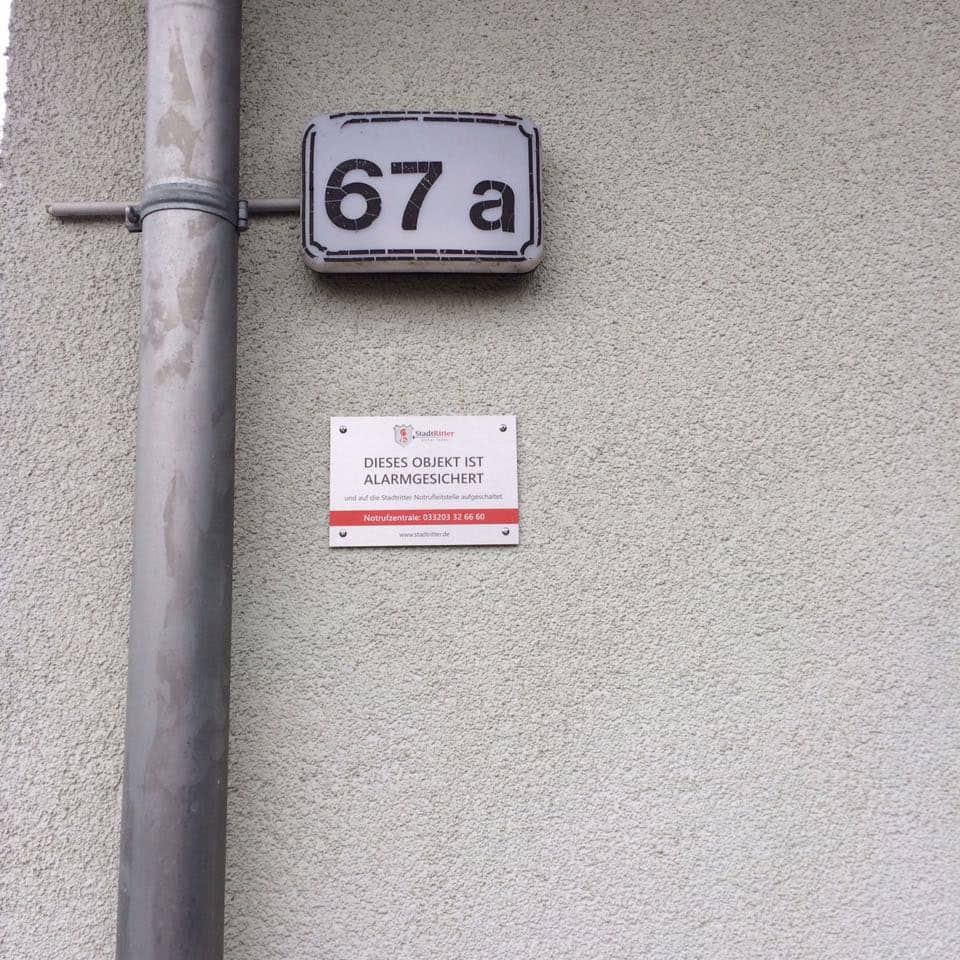 67 a
StadtRitter
DIESES OBJEKT IST
ALARMGESICHERT
und auf die Stadtritter Notrufleitstelle aufgeschaltet
Notrufzentrale: 033203 32 66 60
www.stadtritter.de